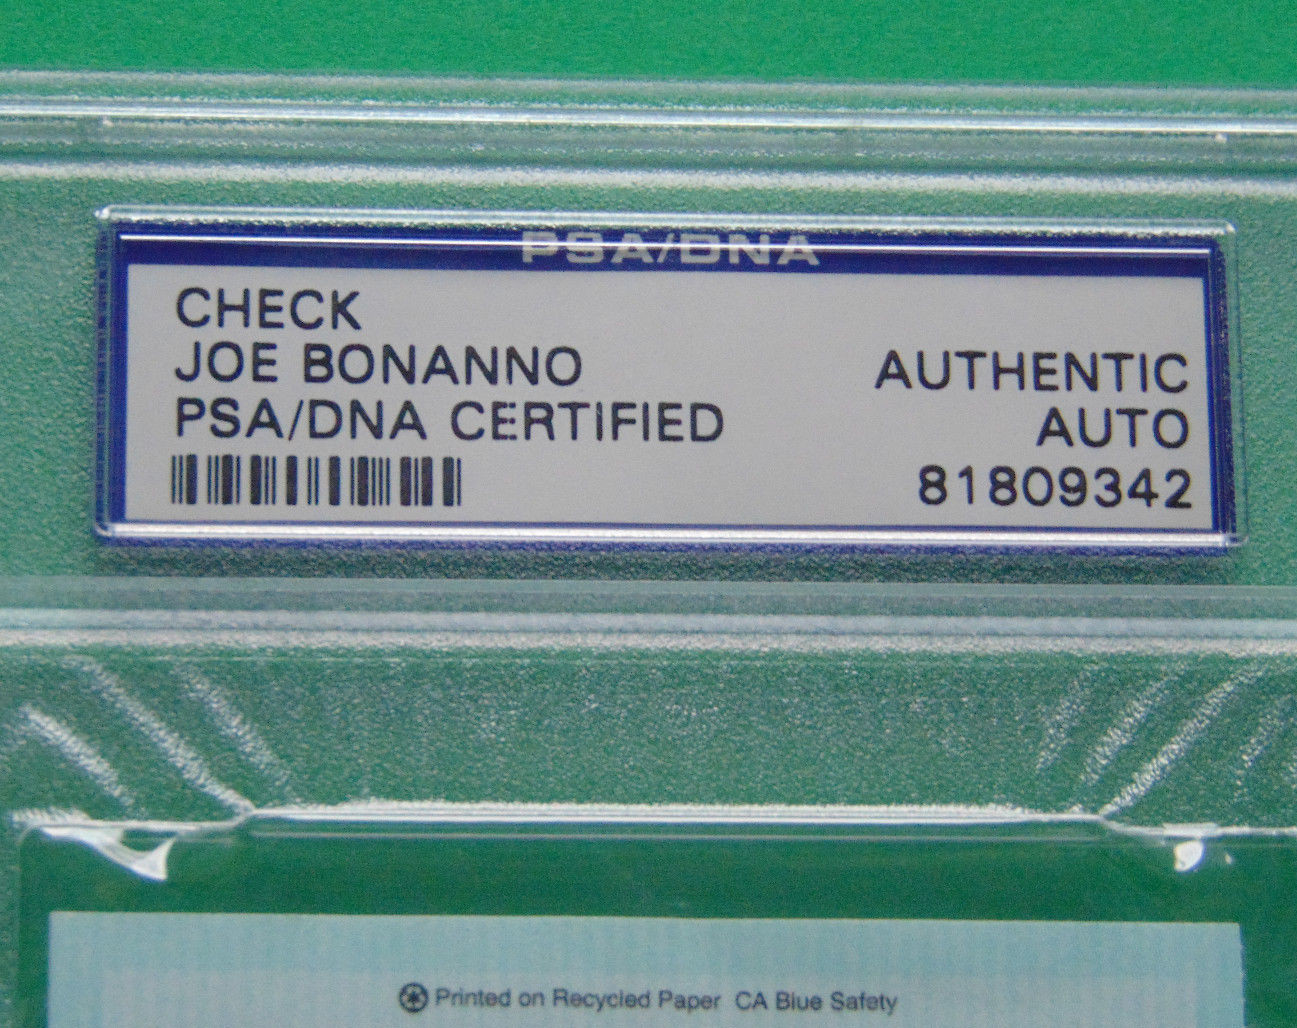 PSA/DNA
CHECK
JOE BONANNO
PSA/DNA CERTIFIED
AUTHENTIC
AUTO
81809342
Printed on Recycled Paper CA Blue Safety